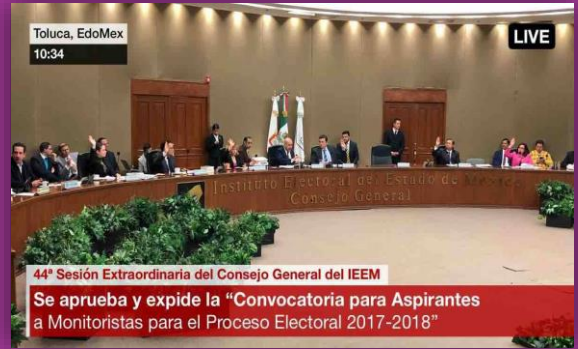 Toluca, EdoMex
10:34
LIVE
Instituto Electoral del Estado de México
Consejo General
44ª Sesión Extraordinaria del Consejo General del IEEM
Se aprueba y expide la “Convocatoria para Aspirantes
a Monitoristas para el Proceso Electoral 2017-2018”